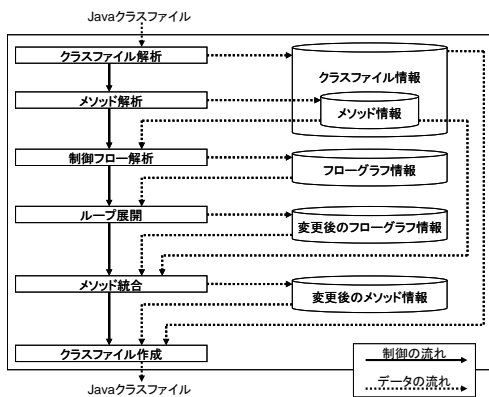 Javaクラスファイル
クラスファイル解析
クラスファイル情報
メソッド解析
メソッド情報
制御フロー解析
フローグラフ情報
ループ展開
変更後のフローグラフ情報
メソッド統合
変更後のメソッド情報
クラスファイル作成
制御の流れ
データの流れ
Javaクラスファイル